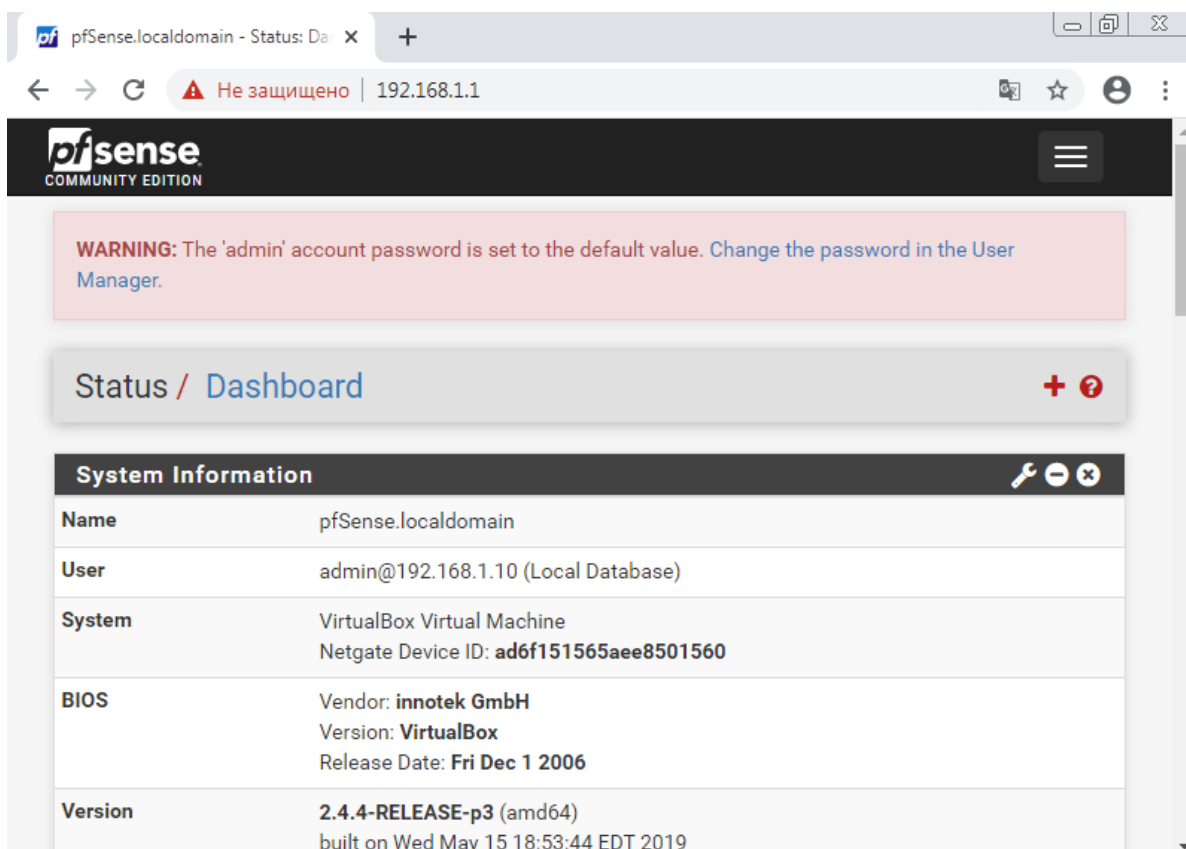 pfSense.localdomain - Status: Da
Не защищено | 192.168.1.1
pfsense
COMMUNITY EDITION
WARNING: The 'admin' account password is set to the default value. Change the password in the User
Manager.
Status / Dashboard
System Information
Name pfSense.localdomain
User admin@192.168.1.10 (Local Database)
System VirtualBox Virtual Machine
Netgate Device ID: ad6f151565aee8501560
BIOS Vendor: innotek GmbH
Version: VirtualBox
Release Date: Fri Dec 1 2006
Version 2.4.4-RELEASE-p3 (amd64)
built on Wed May 15 18:53:44 EDT 2019